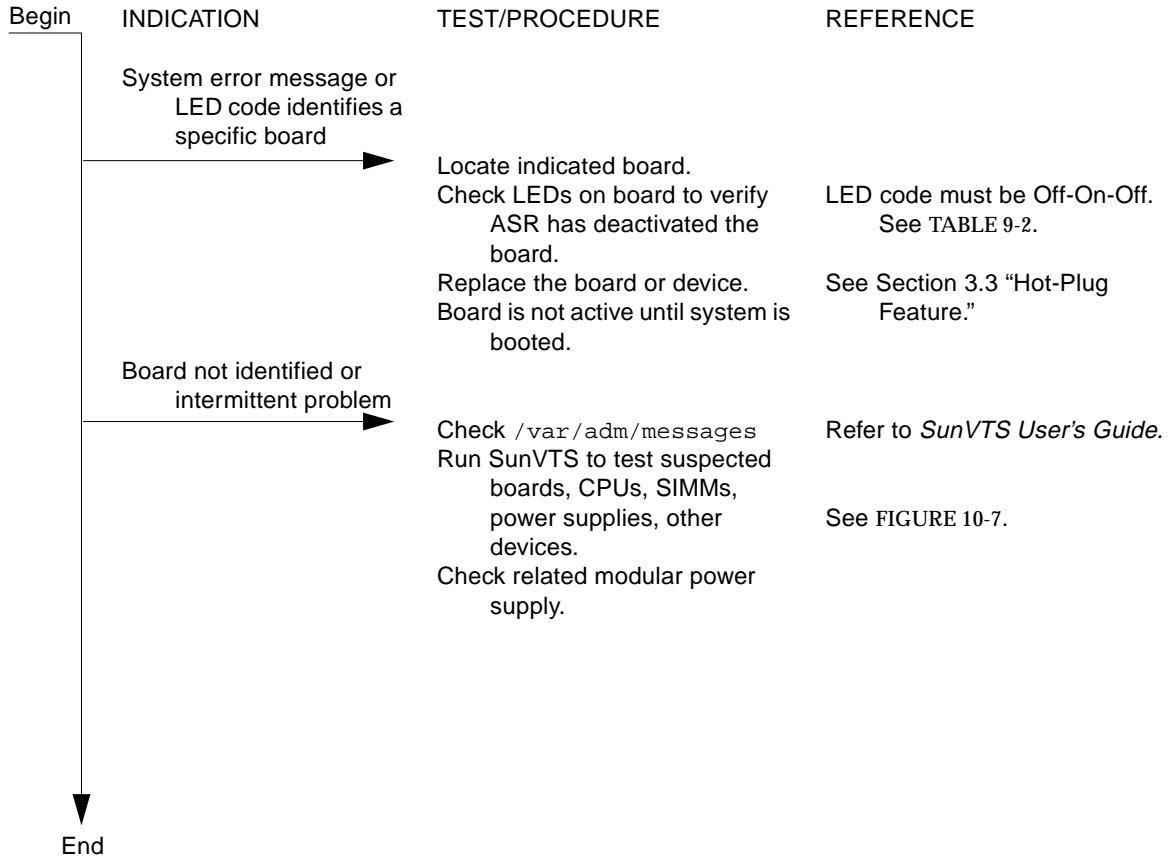 Begin
INDICATION
TEST/PROCEDURE
REFERENCE
System error message or
LED code identifies a
specific board
Locate indicated board.
Check LEDs on board to verify
ASR has deactivated the
board.
LED code must be Off-On-Off.
See TABLE 9-2.
Replace the board or device.
See Section 3.3 “Hot-Plug
Feature.”
Board is not active until system is
booted.
Board not identified or
intermittent problem
Check /var/adm/messages
Refer to SunVTS User's Guide.
Run SunVTS to test suspected
boards, CPUs, SIMMs,
power supplies, other
devices.
See FIGURE 10-7.
Check related modular power
supply.
End